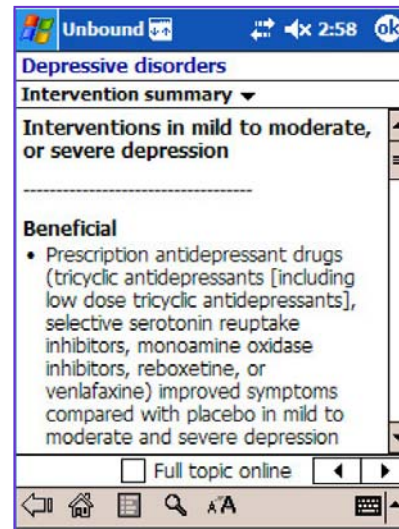 Unbound 2:58 ok
Depressive disorders
Intervention summary
Interventions in mild to moderate,
or severe depression
-----------------------------------
Beneficial
• Prescription antidepressant drugs
(tricyclic antidepressants [including
low dose tricyclic antidepressants],
selective serotonin reuptake
inhibitors, monoamine oxidase
inhibitors, reboxetine, or
venlafaxine) improved symptoms
compared with placebo in mild to
moderate and severe depression
Full topic online
AA